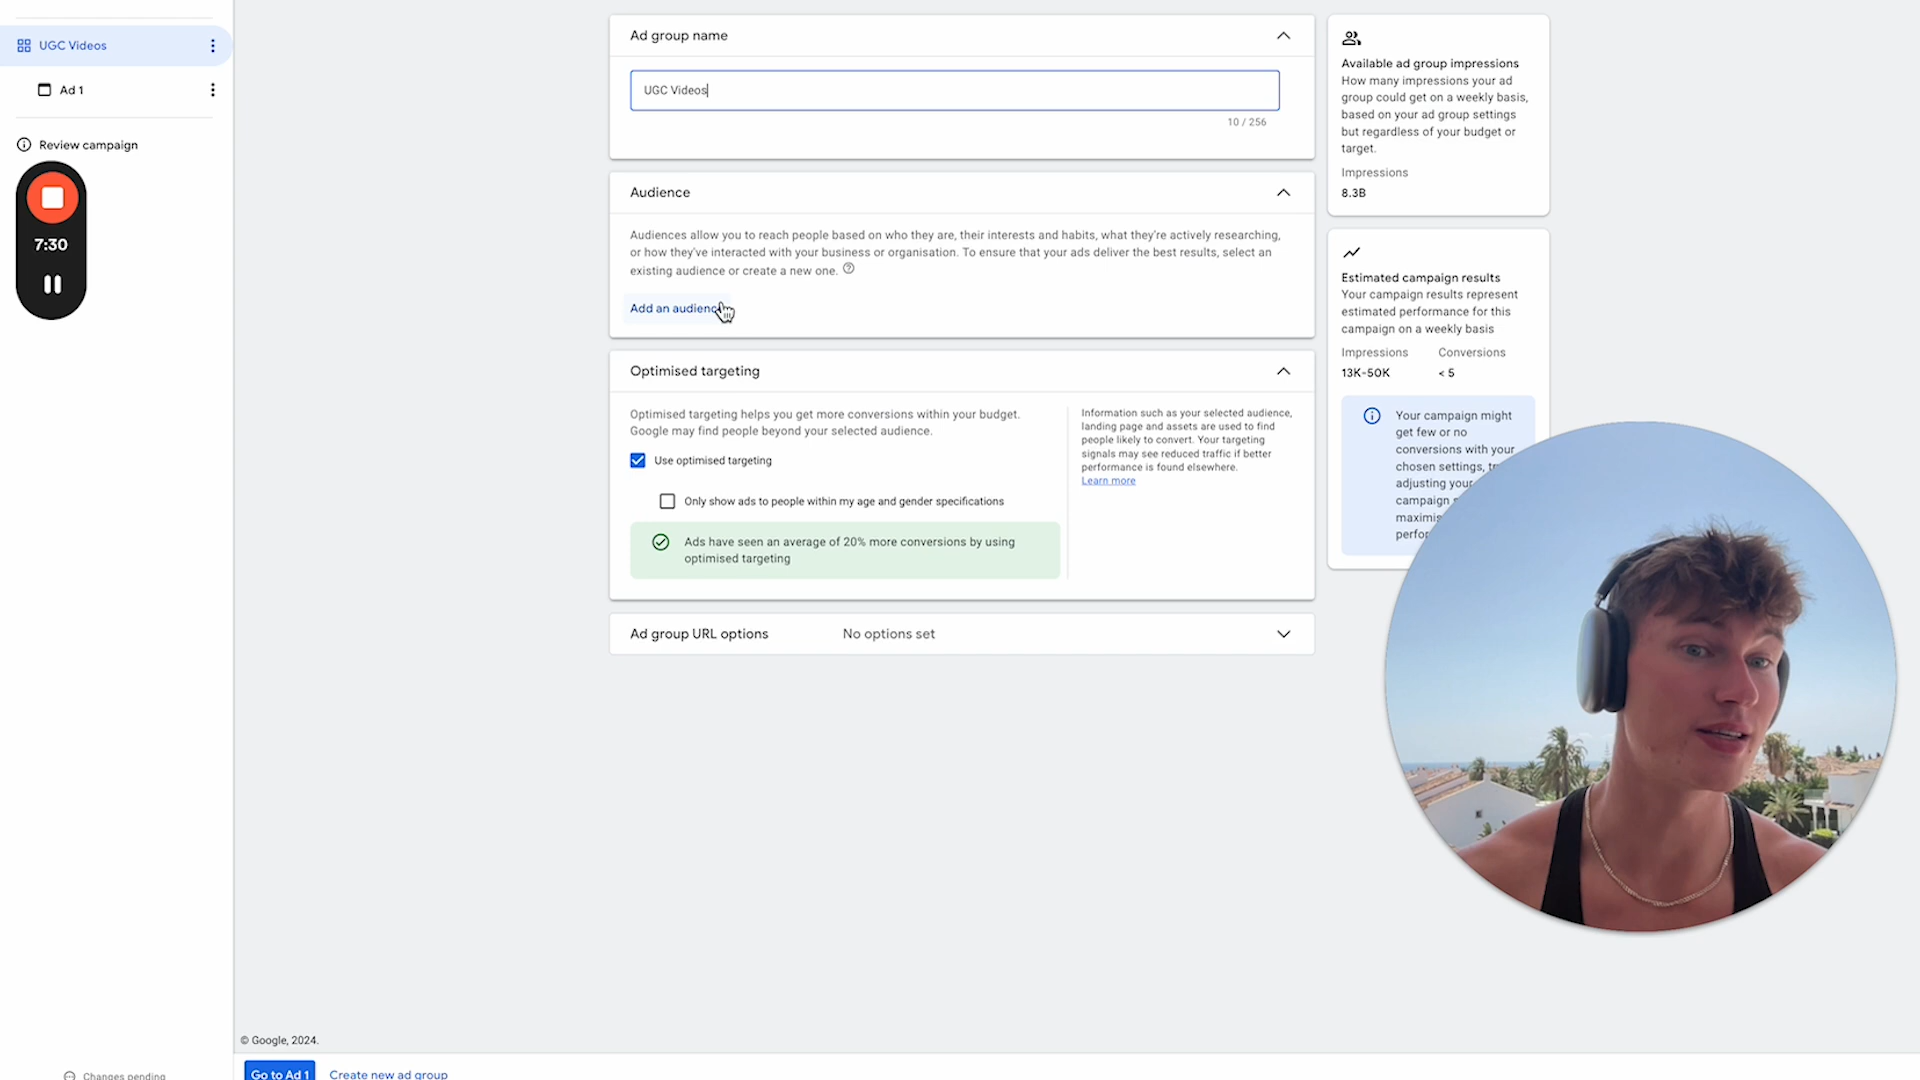 UGC Videos
Ad 1
Review campaign
7:30
Ad group name
UGC Videos
10 / 256
Audience
Audiences allow you to reach people based on who they are, their interests and habits, what they're actively researching,
or how they've interacted with your business or organisation. To ensure that your ads deliver the best results, select an
existing audience or create a new one.
Add an audience
Optimised targeting
Optimised targeting helps you get more conversions within your budget.
Google may find people beyond your selected audience.
Use optimised targeting
Only show ads to people within my age and gender specifications
Ads have seen an average of 20% more conversions by using
optimised targeting
Information such as your selected audience,
landing page and assets are used to find
people likely to convert. Your targeting
signals may see reduced traffic if better
performance is found elsewhere.
Learn more
Ad group URL options No options set
Available ad group impressions
How many impressions your ad
group could get on a weekly basis,
based on your ad group settings
but regardless of your budget or
target.
Impressions
8.3B
Estimated campaign results
Your campaign results represent
estimated performance for this
campaign on a weekly basis
Impressions Conversions
13K-50K < 5
Your campaign might
get few or no
conversions with your
chosen settings,
adjusting your
campaign
© Google, 2024.
Changes pending
Go to Ad 1
Create new ad group